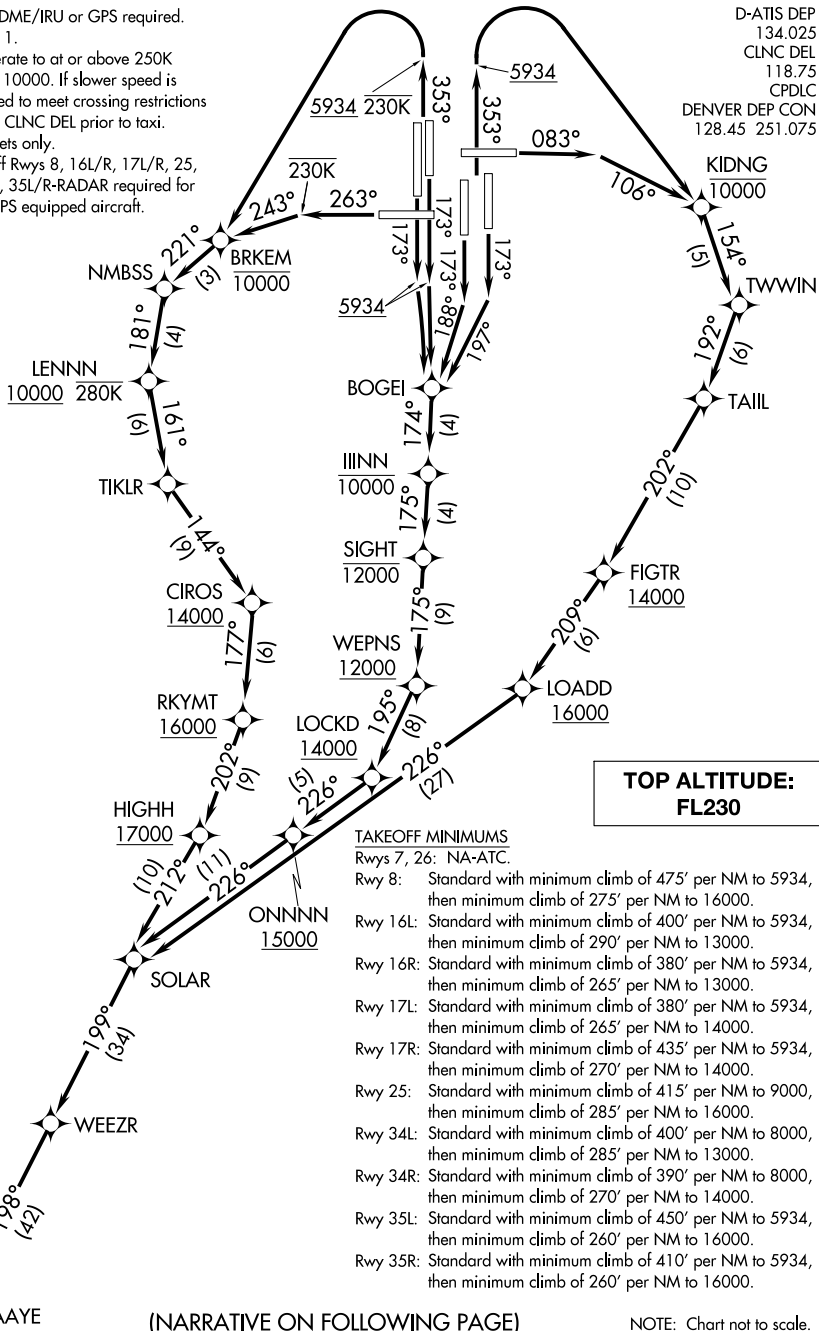 DME/IRU or GPS required.
1.
erate to at or above 250K
10000. If slower speed is
ed to meet crossing restrictions
CLNC DEL prior to taxi.
ets only.
ff Rwys 8, 16L/R, 17L/R, 25,
, 35L/R-RADAR required for
PS equipped aircraft.
D-ATIS DEP
134.025
CLNC DEL
118.75
CPDLC
DENVER DEP CON
128.45 251.075
5934 230K
353°
5934
353°
083°
106°
KIDNG
10000
230K
243°
263°
173°
173°
221°
(3)
BRKEM
10000
NMBSS
5934
173°
188°
173°
197°
154°
(5)
TWWIN
181°
(4)
192°
(6)
LENNN
10000 280K
BOGEI
TAIIL
161°
(9)
174°
(4)
202°
(10)
TIKLR
IIINN
10000
175°
(4)
144°
(9)
SIGHT
12000
FIGTR
14000
CIROS
14000
175°
(9)
209°
(6)
177°
(6)
WEPNS
12000
LOADD
16000
RKYMT
16000
195°
(8)
LOCKD
14000
226°
(27)
202°
(9)
(5)
226°
TOP ALTITUDE:
FL230
HIGHH
17000
(10)
212°
(11)
226°
ONNNN
15000
SOLAR
199°
(34)
WEEZR
198°
(42)
TAKEOFF MINIMUMS
Rwys 7, 26: NA-ATC.
Rwy 8: Standard with minimum climb of 475' per NM to 5934,
then minimum climb of 275' per NM to 16000.
Rwy 16L: Standard with minimum climb of 400' per NM to 5934,
then minimum climb of 290' per NM to 13000.
Rwy 16R: Standard with minimum climb of 380' per NM to 5934,
then minimum climb of 265' per NM to 13000.
Rwy 17L: Standard with minimum climb of 380' per NM to 5934,
then minimum climb of 265' per NM to 14000.
Rwy 17R: Standard with minimum climb of 435' per NM to 5934,
then minimum climb of 270' per NM to 14000.
Rwy 25: Standard with minimum climb of 415' per NM to 9000,
then minimum climb of 285' per NM to 16000.
Rwy 34L: Standard with minimum climb of 400' per NM to 8000,
then minimum climb of 285' per NM to 13000.
Rwy 34R: Standard with minimum climb of 390' per NM to 8000,
then minimum climb of 270' per NM to 14000.
Rwy 35L: Standard with minimum climb of 450' per NM to 5934,
then minimum climb of 260' per NM to 16000.
Rwy 35R: Standard with minimum climb of 410' per NM to 5934,
then minimum climb of 260' per NM to 16000.
AAYE
(NARRATIVE ON FOLLOWING PAGE)
NOTE: Chart not to scale.